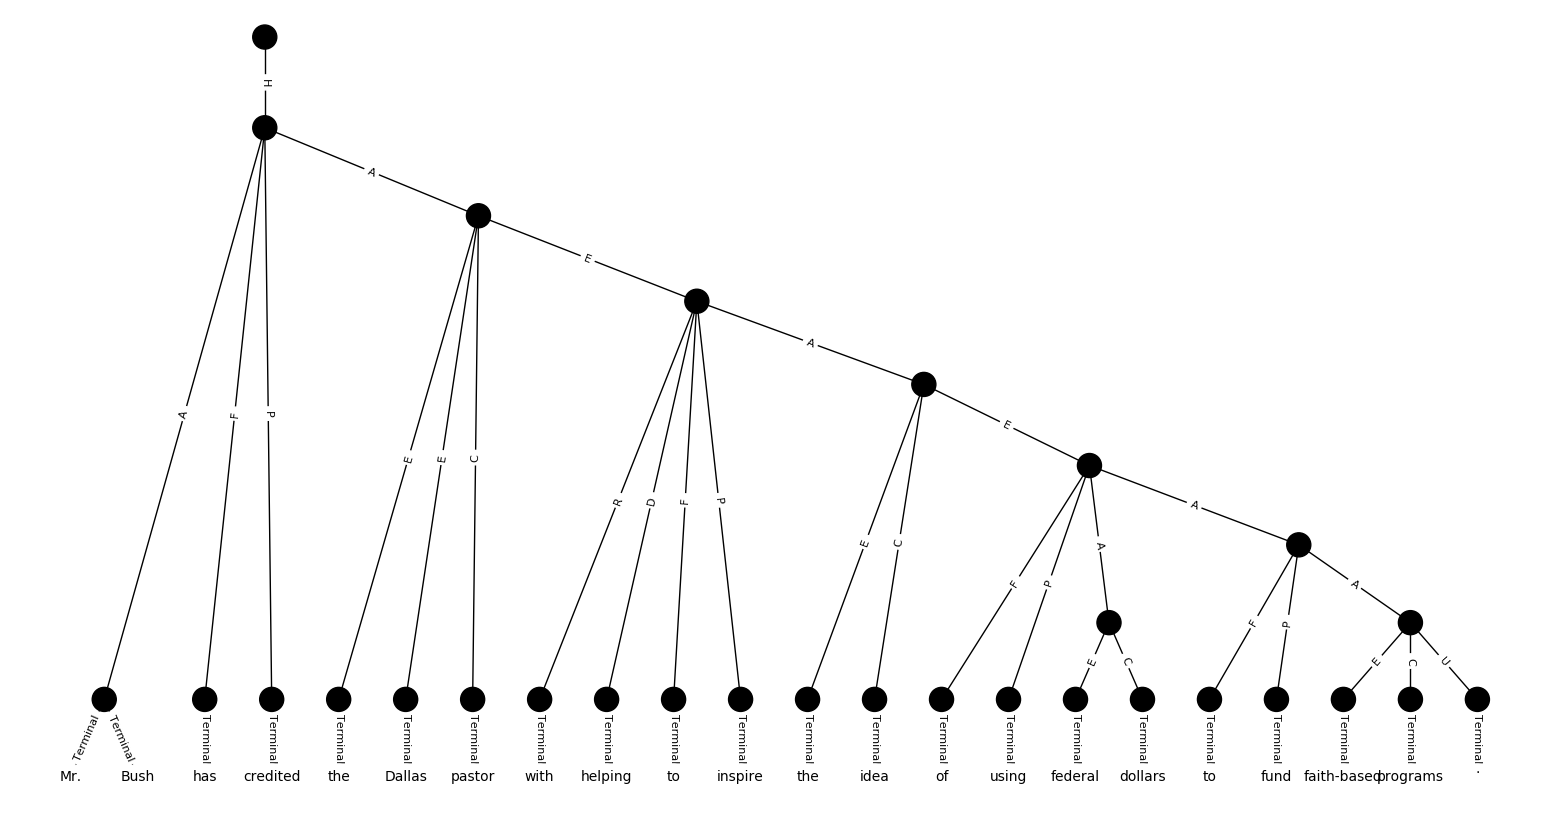 H
A
E
A
A F P
E E C
E
R D F P
A
E C
F P A
A
E C
F P
E C U
Terminal Terminal Terminal Terminal Terminal Terminal Terminal Terminal Terminal Terminal Terminal Terminal Terminal Terminal Terminal Terminal Terminal Terminal Terminal Terminal Terminal Terminal
Mr. Bush has credited the Dallas pastor with helping to inspire the idea of using federal dollars to fund faith-based programs .